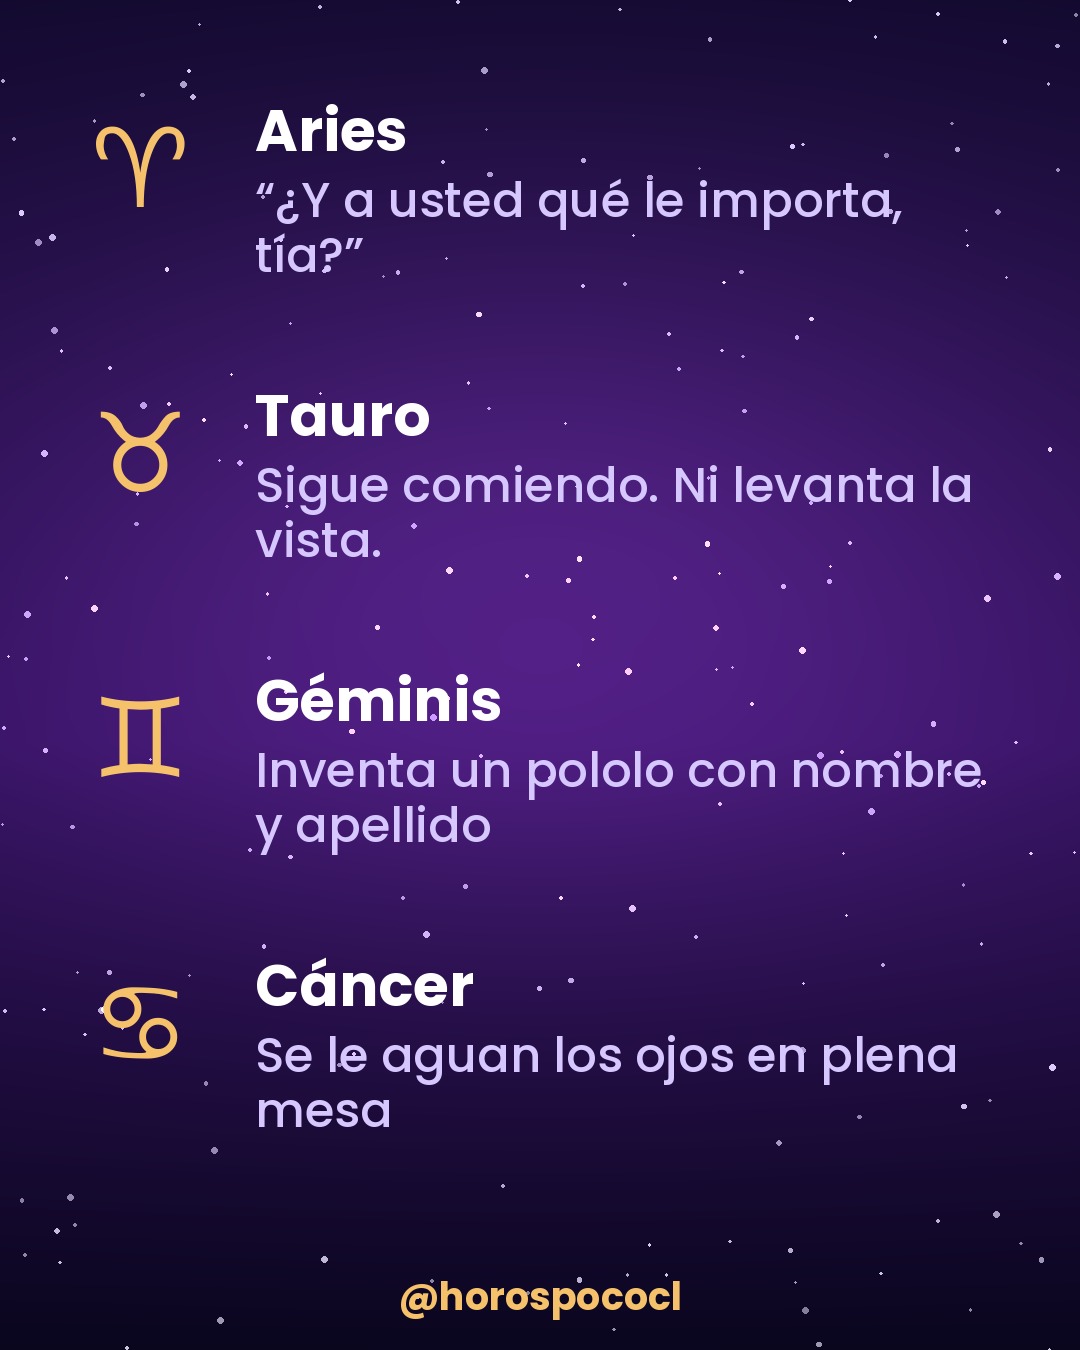 Aries
“¿Y a usted qué le importa,
tía?”
Tauro
Sigue comiendo. Ni levanta la
vista.
Géminis
Inventa un pololo con nombre
y apellido
Cáncer
Se le aguan los ojos en plena
mesa
@horospococl